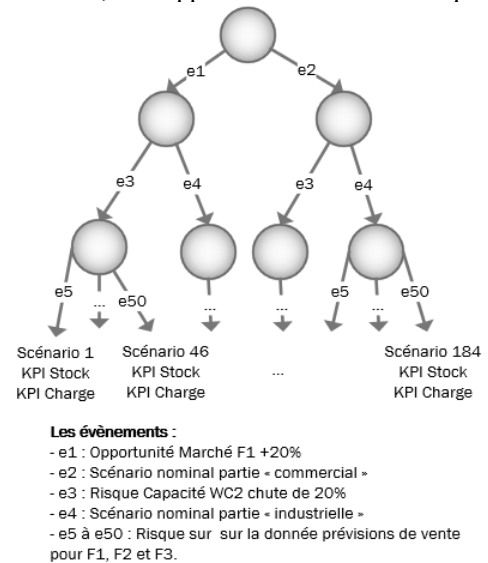 e1 e2
e3 e4 e3 e4
e5 ... e50 ... ... e5 ... e50
Scénario 1 Scénario 46 Scénario 184
KPI Stock KPI Stock ... KPI Stock
KPI Charge KPI Charge KPI Charge
Les évènements :
- e1 : Opportunité Marché F1 +20%
- e2 : Scénario nominal partie « commercial »
- e3 : Risque Capacité WC2 chute de 20%
- e4 : Scénario nominal partie « industrielle »
- e5 à e50 : Risque sur sur la donnée prévisions de vente
pour F1, F2 et F3.